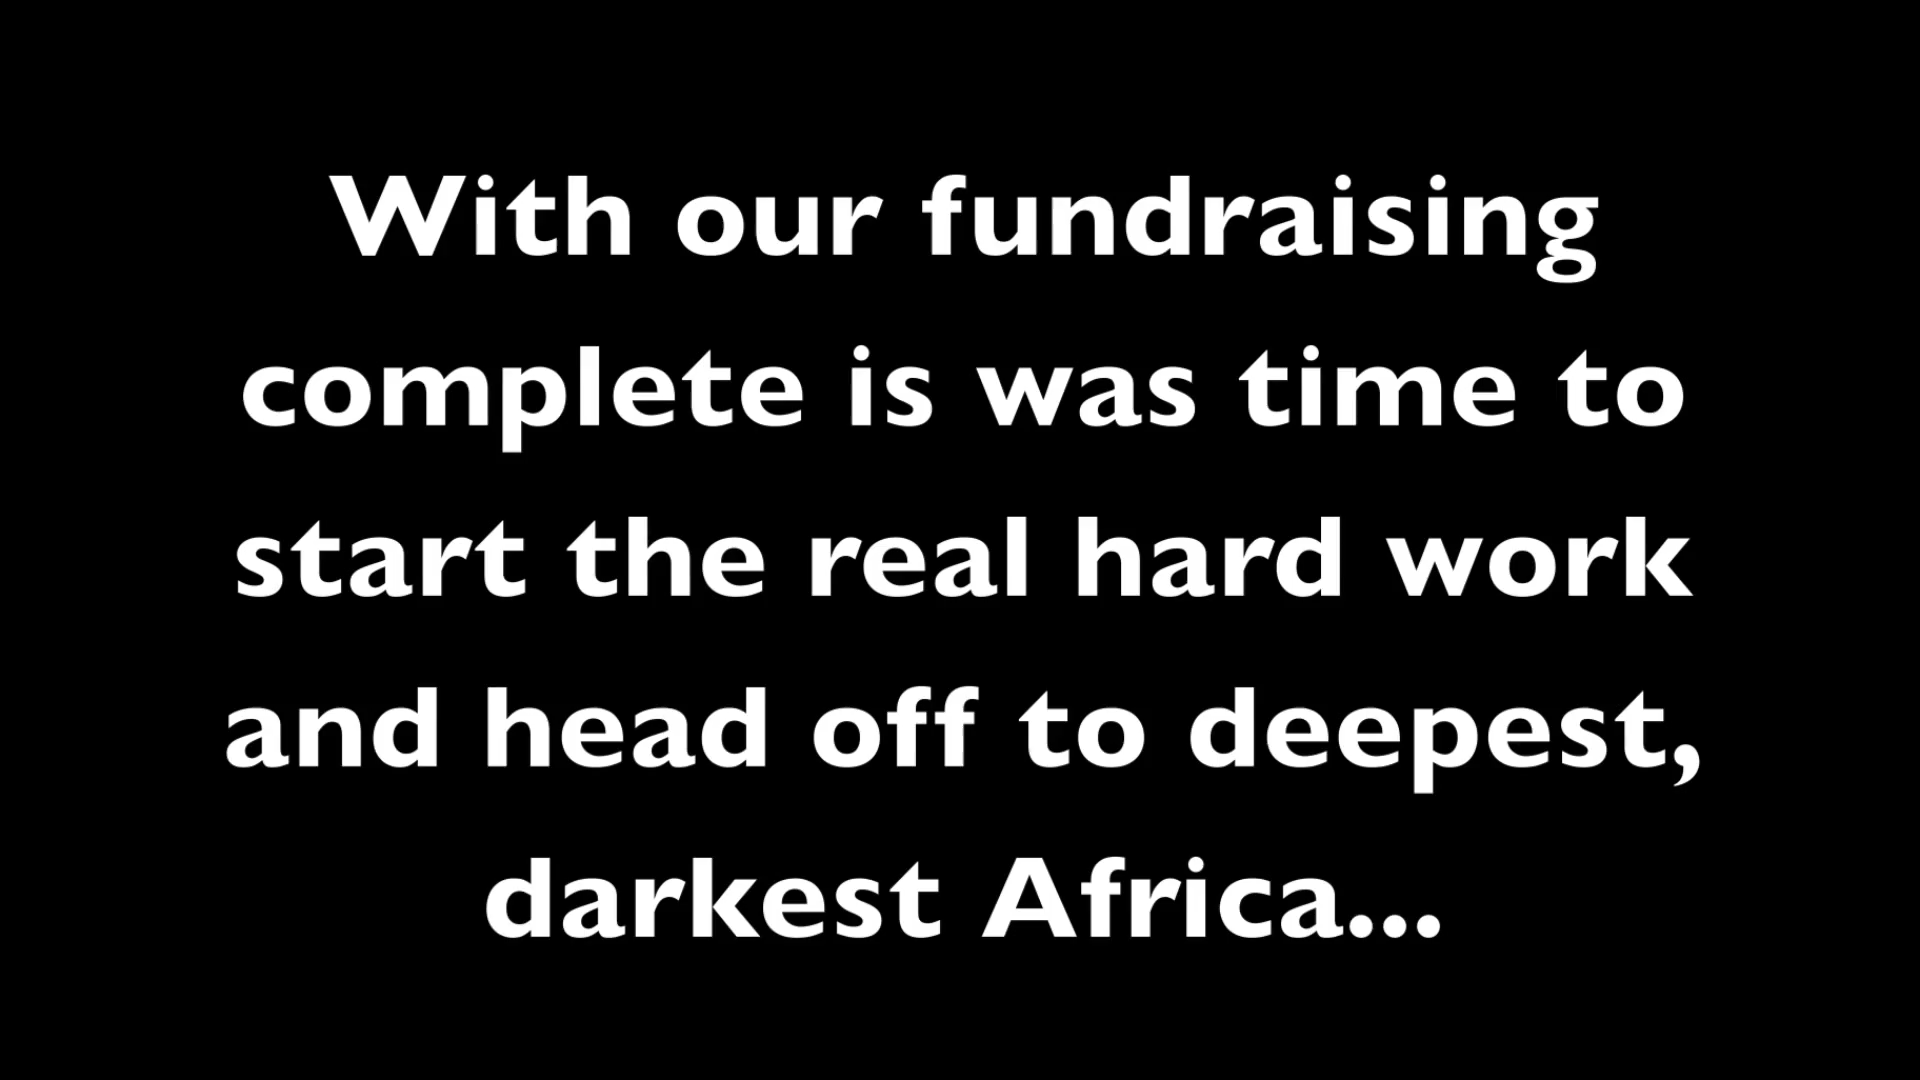 With our fundraising
complete is was time to
start the real hard work
and head off to deepest,
darkest Africa...